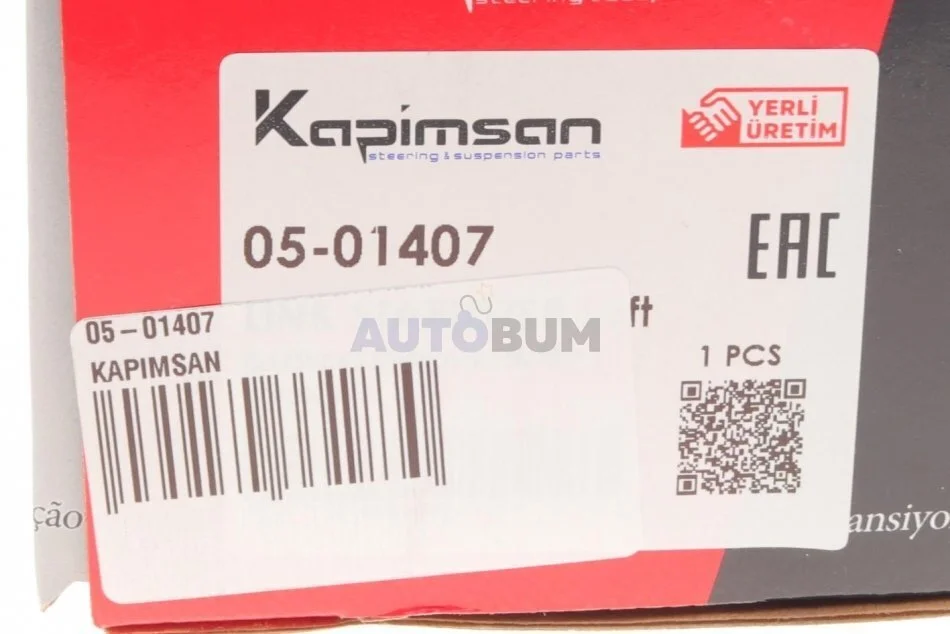 Kapimsan
steering & suspension parts
YERLİ
ÜRETİM
05-01407
EAC
ft
05-01407
KAPIMSAN
AUTOBUM
1 PCS
ção
ansiyo